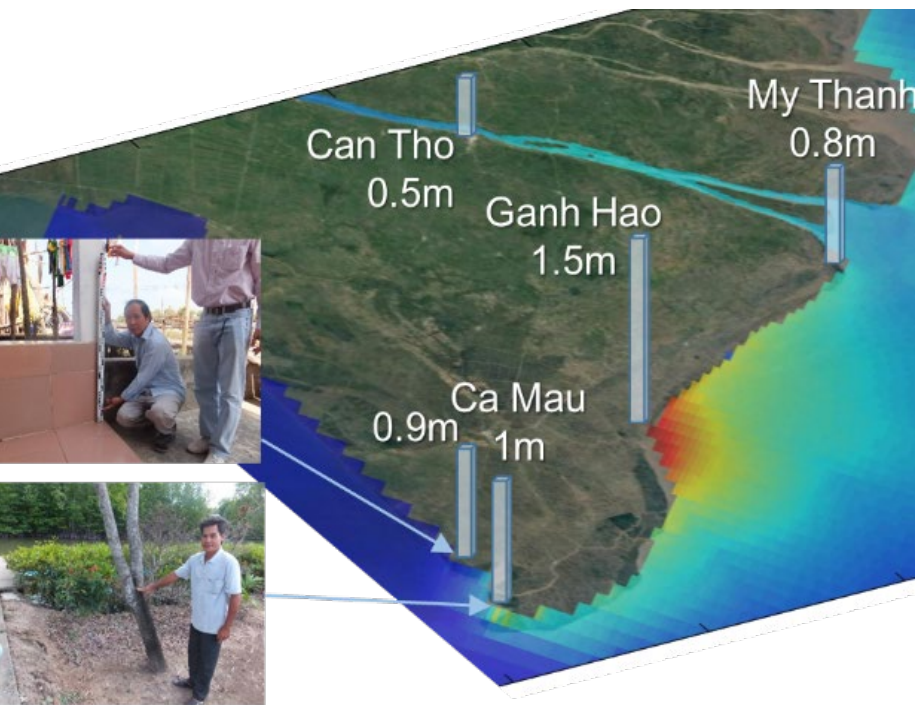 My Thanh
0.8m
Can Tho
0.5m
Ganh Hao
1.5m
Ca Mau
0.9m
1m